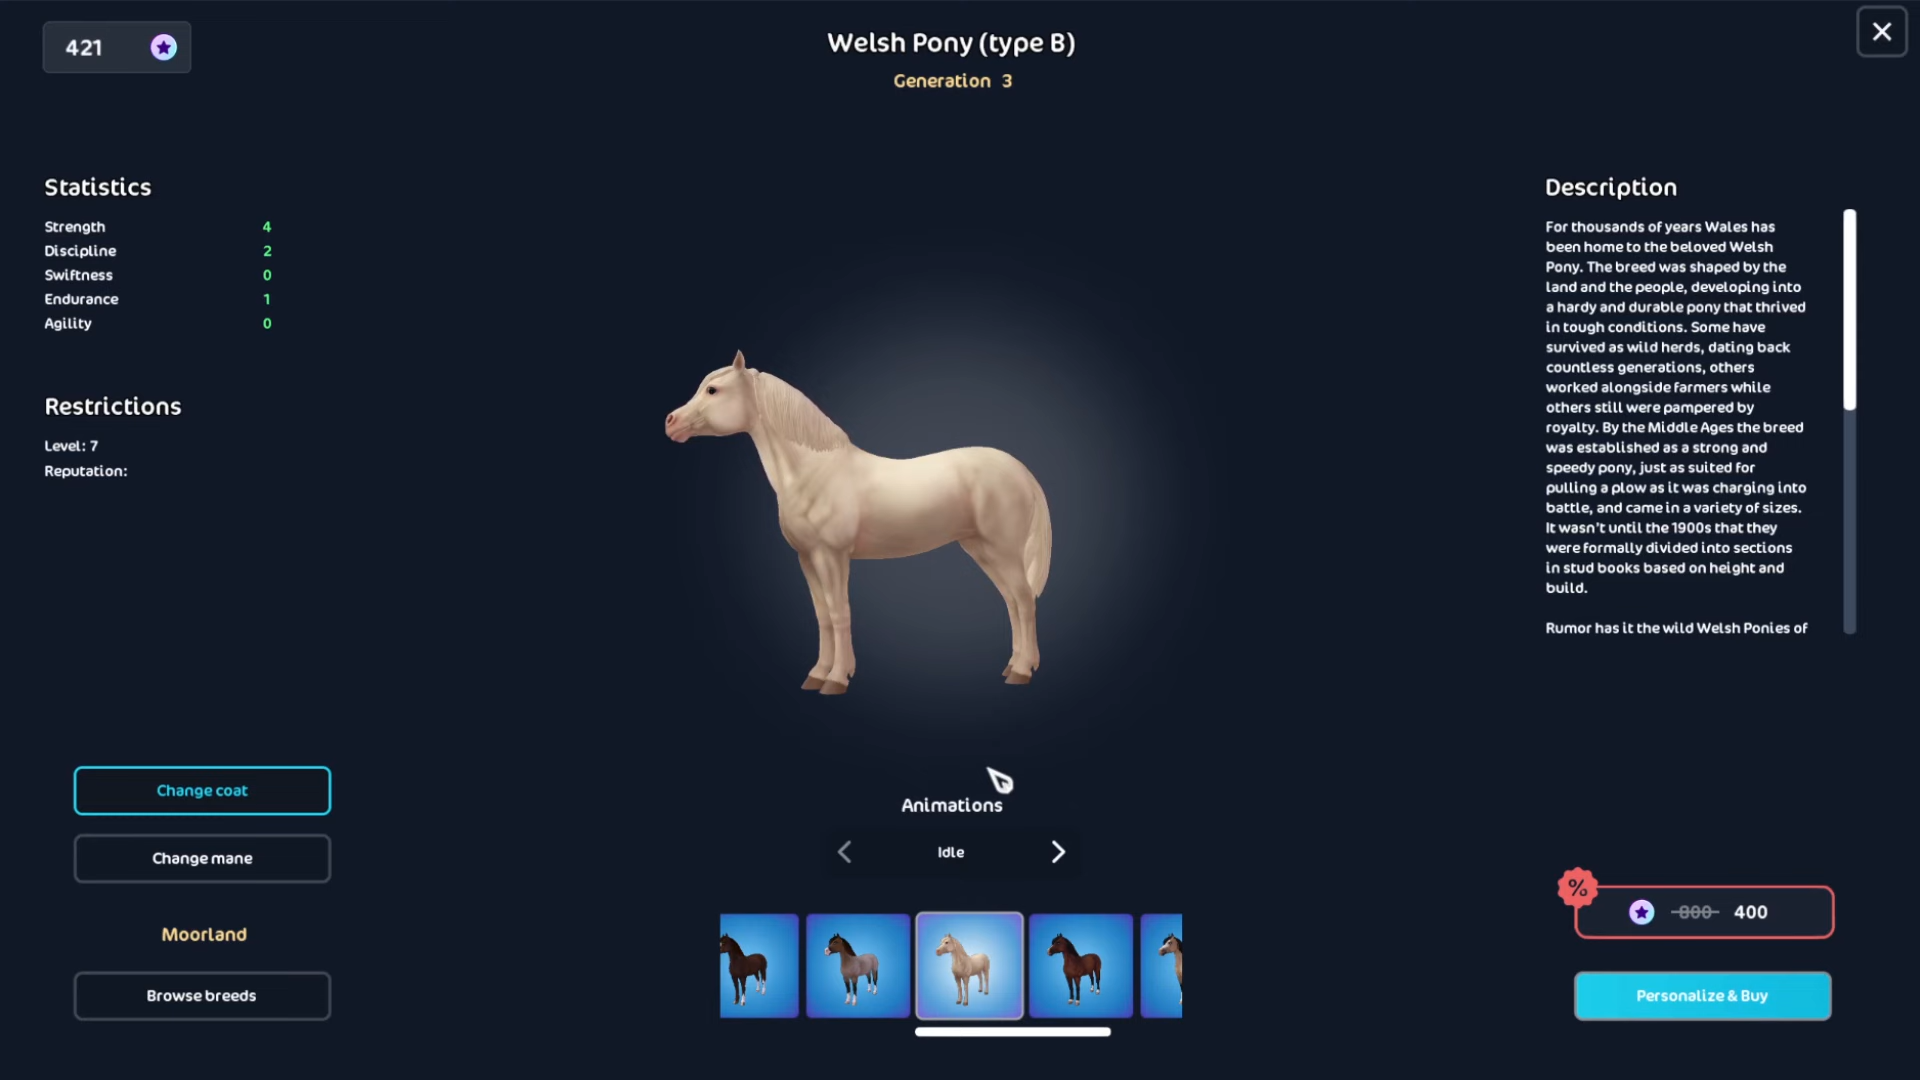 421
Welsh Pony (type B)
Generation 3
Statistics
Strength 4
Discipline 2
Swiftness 0
Endurance 1
Agility 0
Restrictions
Level: 7
Reputation:
Description
For thousands of years Wales has
been home to the beloved Welsh
Pony. The breed was shaped by the
land and the people, developing into
a hardy and durable pony that thrived
in tough conditions. Some have
survived as wild herds, dating back
countless generations, others
worked alongside farmers while
others still were pampered by
royalty. By the Middle Ages the breed
was established as a strong and
speedy pony, just as suited for
pulling a plow as it was charging into
battle, and came in a variety of sizes.
It wasn't until the 1900s that they
were formally divided into sections
in stud books based on height and
build.
Rumor has it the wild Welsh Ponies of
Change coat
Change mane
Moorland
Browse breeds
Animations
Idle
%
800 400
Personalize & Buy